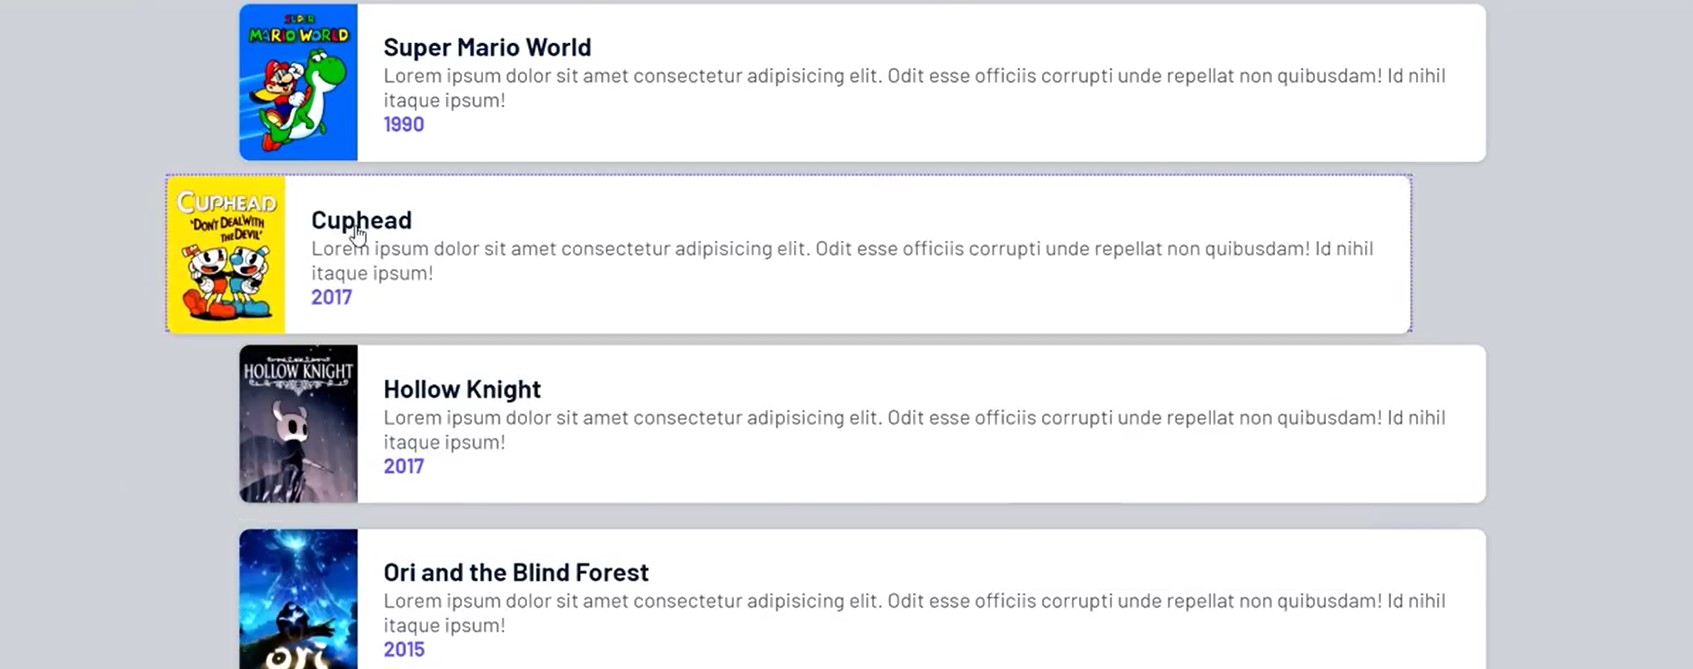 SUPER
MARIO WORLD
Super Mario World
Lorem ipsum dolor sit amet consectetur adipisicing elit. Odit esse officiis corrupti unde repellat non quibusdam! Id nihil
itaque ipsum!
1990
CUPHEAD
"DON'T DEAL WITH
THE DEVIL"
Cuphead
Lorem ipsum dolor sit amet consectetur adipisicing elit. Odit esse officiis corrupti unde repellat non quibusdam! Id nihil
itaque ipsum!
2017
HOLLOW KNIGHT
Hollow Knight
Lorem ipsum dolor sit amet consectetur adipisicing elit. Odit esse officiis corrupti unde repellat non quibusdam! Id nihil
itaque ipsum!
2017
ori
Ori and the Blind Forest
Lorem ipsum dolor sit amet consectetur adipisicing elit. Odit esse officiis corrupti unde repellat non quibusdam! Id nihil
itaque ipsum!
2015